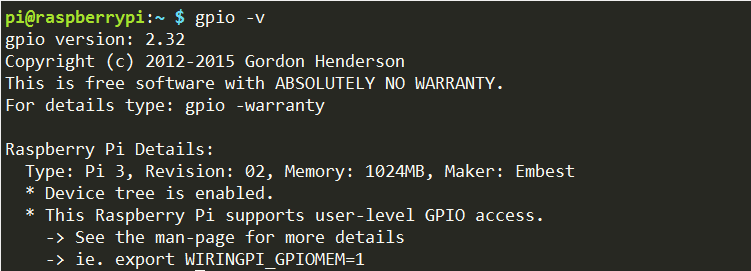 pi@raspberrypi:~ $ gpio -v
gpio version: 2.32
Copyright (c) 2012-2015 Gordon Henderson
This is free software with ABSOLUTELY NO WARRANTY.
For details type: gpio -warranty

Raspberry Pi Details:
  Type: Pi 3, Revision: 02, Memory: 1024MB, Maker: Embest
  * Device tree is enabled.
  * This Raspberry Pi supports user-level GPIO access.
    -> See the man-page for more details
    -> ie. export WIRINGPI_GPIOMEM=1